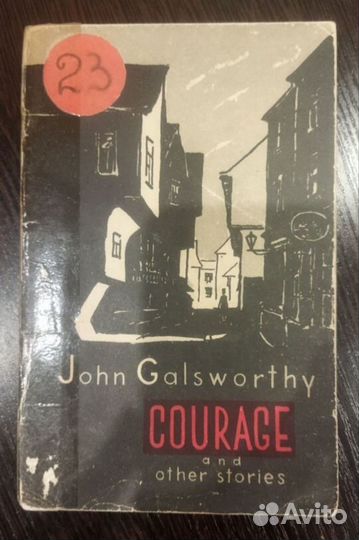 23
John Galsworthy
COURAGE
and
other stories
Avito